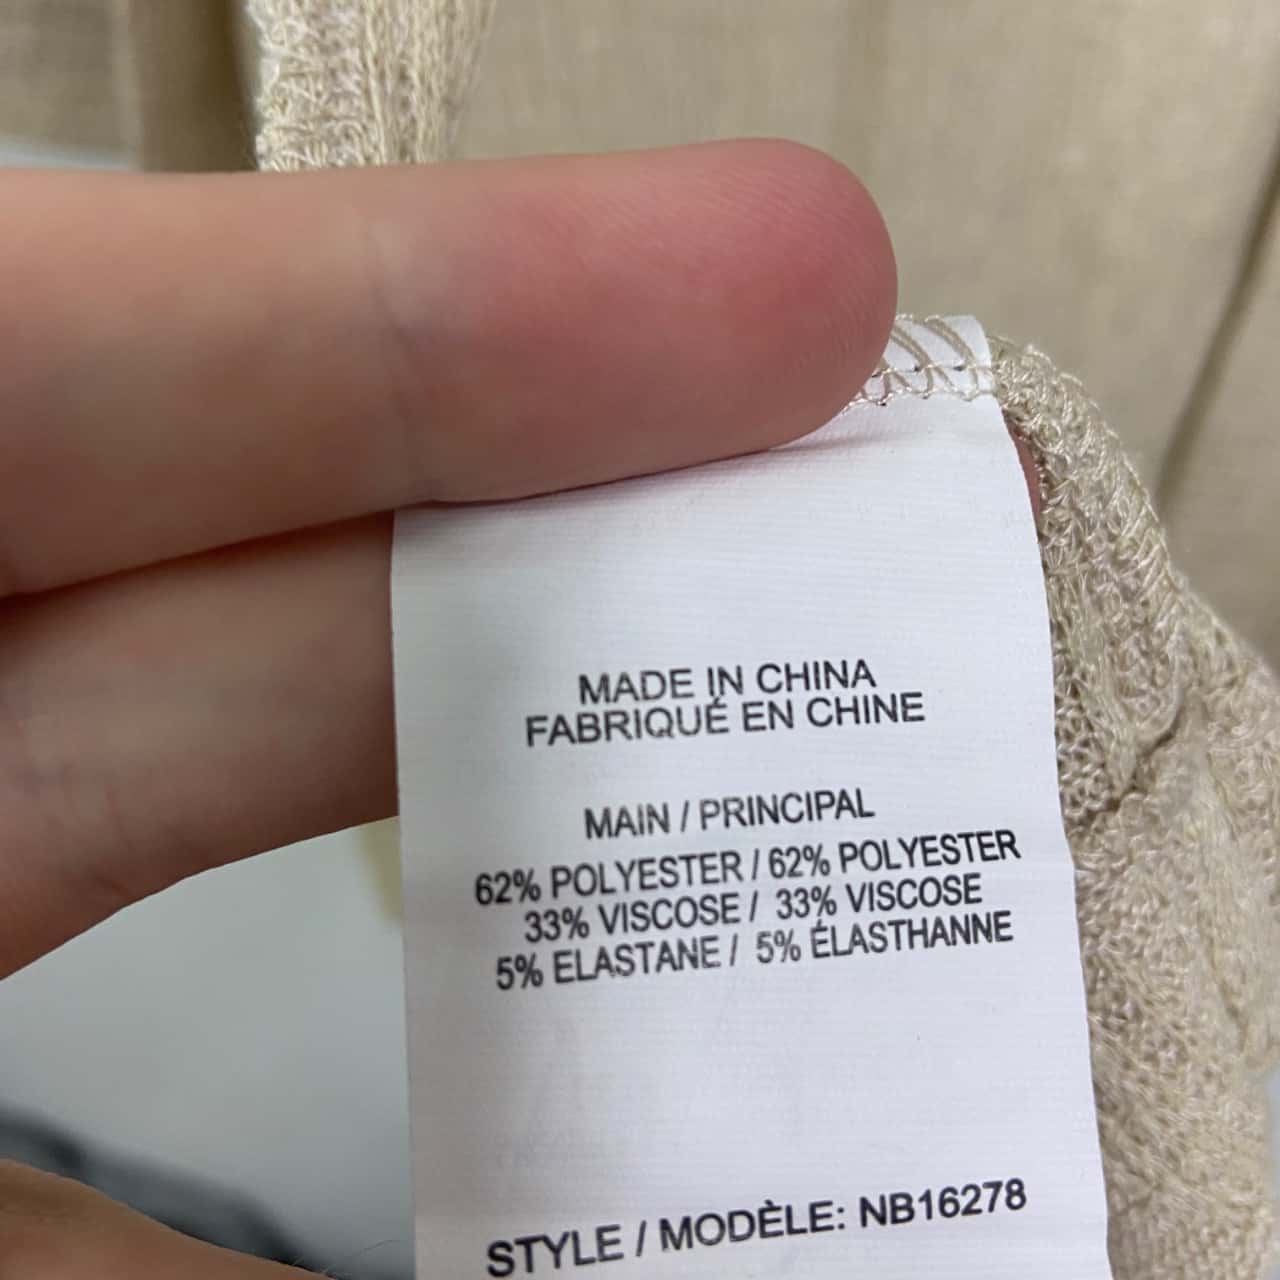 MADE IN CHINA
FABRIQUÉ EN CHINE
MAIN / PRINCIPAL
62% POLYESTER / 62% POLYESTER
33% VISCOSE / 33% VISCOSE
5% ELASTANE / 5% ÉLASTHANNE
STYLE / MODÈLE: NB16278